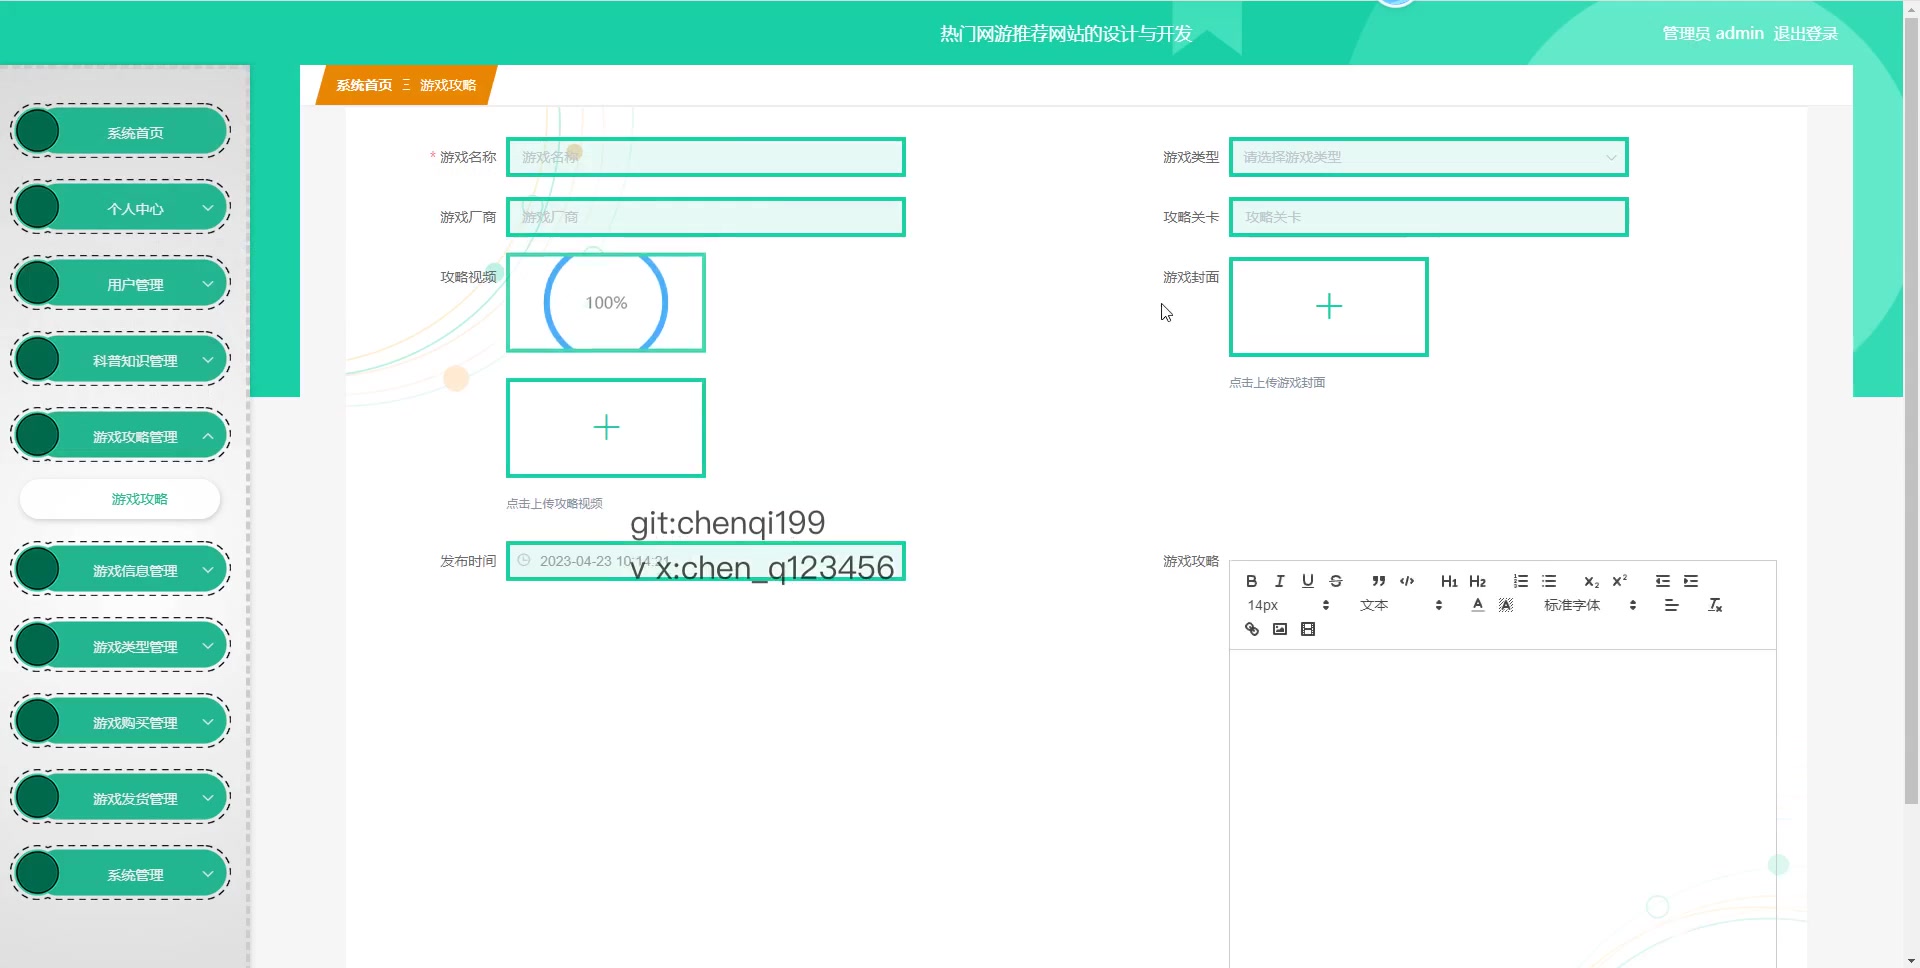 热门网游推荐网站的设计与开发
管理员 admin 退出登录
系统首页 三 游戏攻略
系统首页
个人中心
用户管理
科普知识管理
游戏攻略管理
游戏攻略
游戏信息管理
游戏类型管理
游戏购买管理
游戏发货管理
系统管理
* 游戏名称 游戏名称
游戏类型 请选择游戏类型
游戏厂商 游戏厂商
攻略关卡 攻略关卡
攻略视频 100%
游戏封面
点击上传游戏封面
点击上传攻略视频
git:chenqi199
发布时间 2023-04-23 10:14:21
v x:chen_q123456
游戏攻略
B I U S ” </> H1 H2 x₂ x²
14px 文本 A A 标准字体 Tx